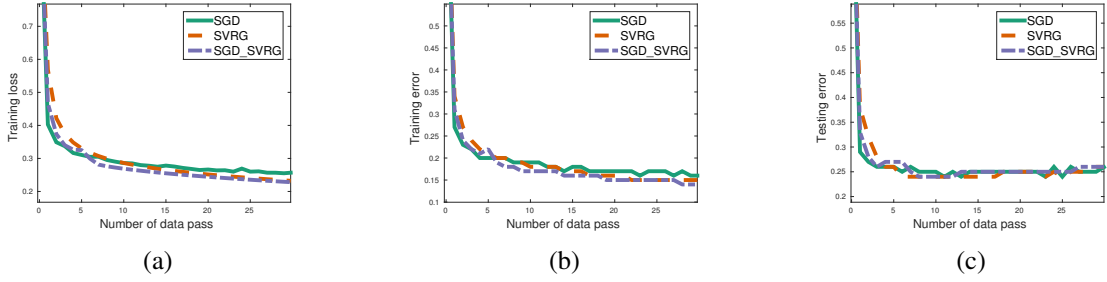 0.7
0.6
0.5
0.4
0.3
0.2
Training loss
0 5 10 15 20 25
Number of data pass
SGD
SVRG
SGD_SVRG
(a)
0.5
0.45
0.4
0.35
0.3
0.25
0.2
0.15
0.1
Training error
0 5 10 15 20 25
Number of data pass
SGD
SVRG
SGD_SVRG
(b)
0.55
0.5
0.45
0.4
0.35
0.3
0.25
0.2
Testing error
0 5 10 15 20 25
Number of data pass
SGD
SVRG
SGD_SVRG
(c)